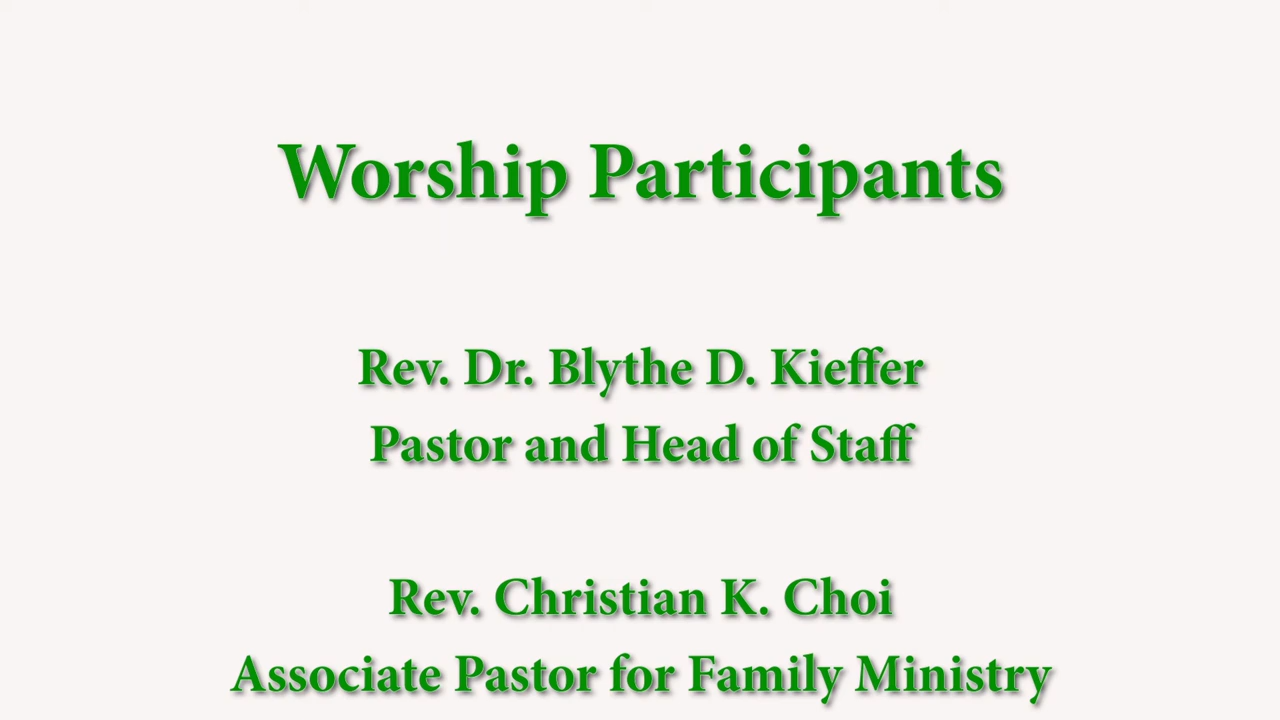 Worship Participants
Rev. Dr. Blythe D. Kieffer
Pastor and Head of Staff
Rev. Christian K. Choi
Associate Pastor for Family Ministry